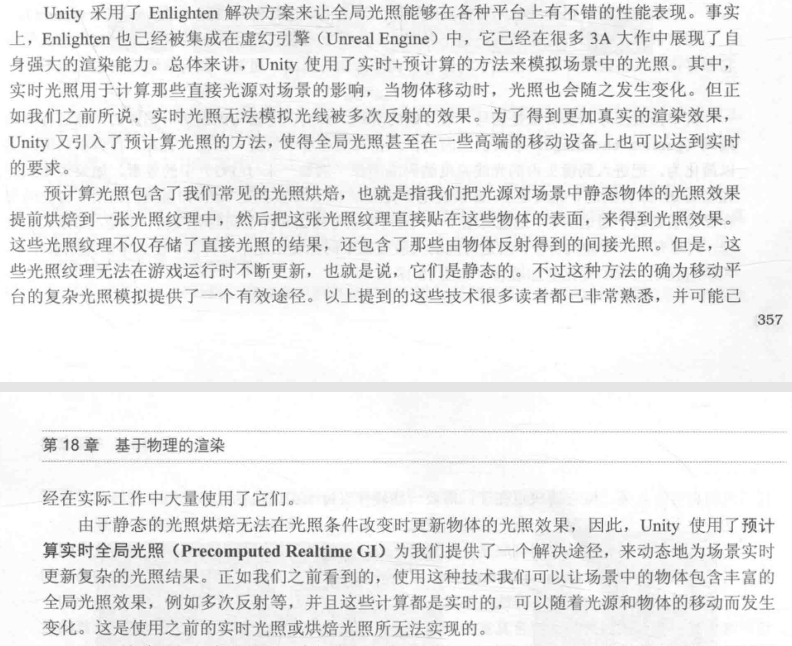 Unity 采用了 Enlighten 解决方案来让全局光照能够在各种平台上有不错的性能表现。事实
上，Enlighten 也已经被集成在虚幻引擎（Unreal Engine）中，它已经在很多 3A 大作中展现了自
身强大的渲染能力。总体来讲，Unity 使用了实时+预计算的方法来模拟场景中的光照。其中，
实时光照用于计算那些直接光源对场景的影响，当物体移动时，光照也会随之发生变化。但正
如我们之前所说，实时光照无法模拟光线被多次反射的效果。为了得到更加真实的渲染效果，
Unity 又引入了预计算光照的方法，使得全局光照甚至在一些高端的移动设备上也可以达到实时
的要求。
预计算光照包含了我们常见的光照烘焙，也就是指我们把光源对场景中静态物体的光照效果
提前烘焙到一张光照纹理中，然后把这张光照纹理直接贴在这些物体的表面，来得到光照效果。
这些光照纹理不仅存储了直接光照的结果，还包含了那些由物体反射得到的间接光照。但是，这
些光照纹理无法在游戏运行时不断更新，也就是说，它们是静态的。不过这种方法的确为移动平
台的复杂光照模拟提供了一个有效途径。以上提到的这些技术很多读者都已非常熟悉，并可能已
357
第 18 章 基于物理的渲染
经在实际工作中大量使用了它们。
由于静态的光照烘焙无法在光照条件改变时更新物体的光照效果，因此，Unity 使用了预计
算实时全局光照（Precomputed Realtime GI）为我们提供了一个解决途径，来动态地为场景实时
更新复杂的光照结果。正如我们之前看到的，使用这种技术我们可以让场景中的物体包含丰富的
全局光照效果，例如多次反射等，并且这些计算都是实时的，可以随着光源和物体的移动而发生
变化。这是使用之前的实时光照或烘焙光照所无法实现的。